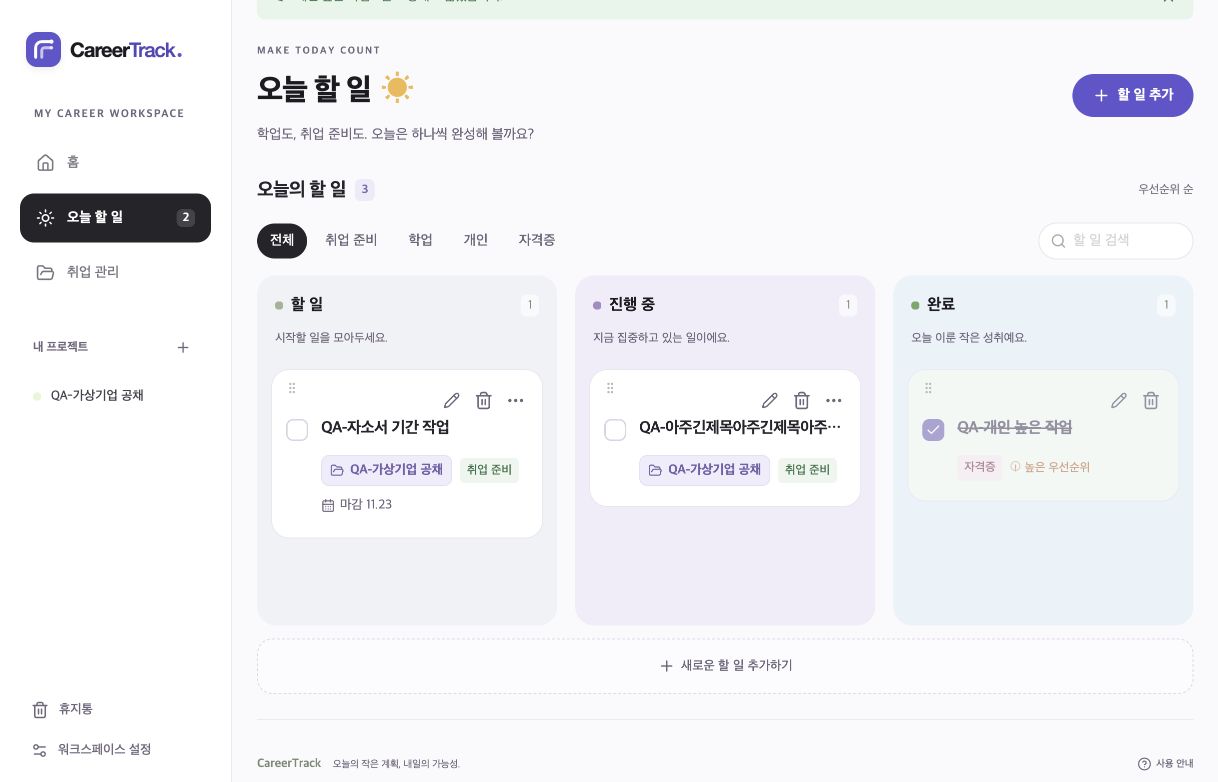 CareerTrack.
MY CAREER WORKSPACE
홈
오늘 할 일 2
취업 관리
내 프로젝트
QA-가상기업 공채
휴지통
워크스페이스 설정
MAKE TODAY COUNT
오늘 할 일
할 일 추가
학업도, 취업 준비도. 오늘은 하나씩 완성해 볼까요?
오늘의 할 일 3
우선순위 순
전체 취업 준비 학업 개인 자격증
할 일 검색
할 일 1
시작할 일을 모아두세요.
QA-자소서 기간 작업
QA-가상기업 공채 취업 준비
마감 11.23
진행 중 1
지금 집중하고 있는 일이에요.
QA-아주긴제목아주긴제목아주…
QA-가상기업 공채 취업 준비
완료 1
오늘 이룬 작은 성취예요.
QA-개인 높은 작업
자격증 높은 우선순위
새로운 할 일 추가하기
CareerTrack 오늘의 작은 계획, 내일의 가능성.
사용 안내